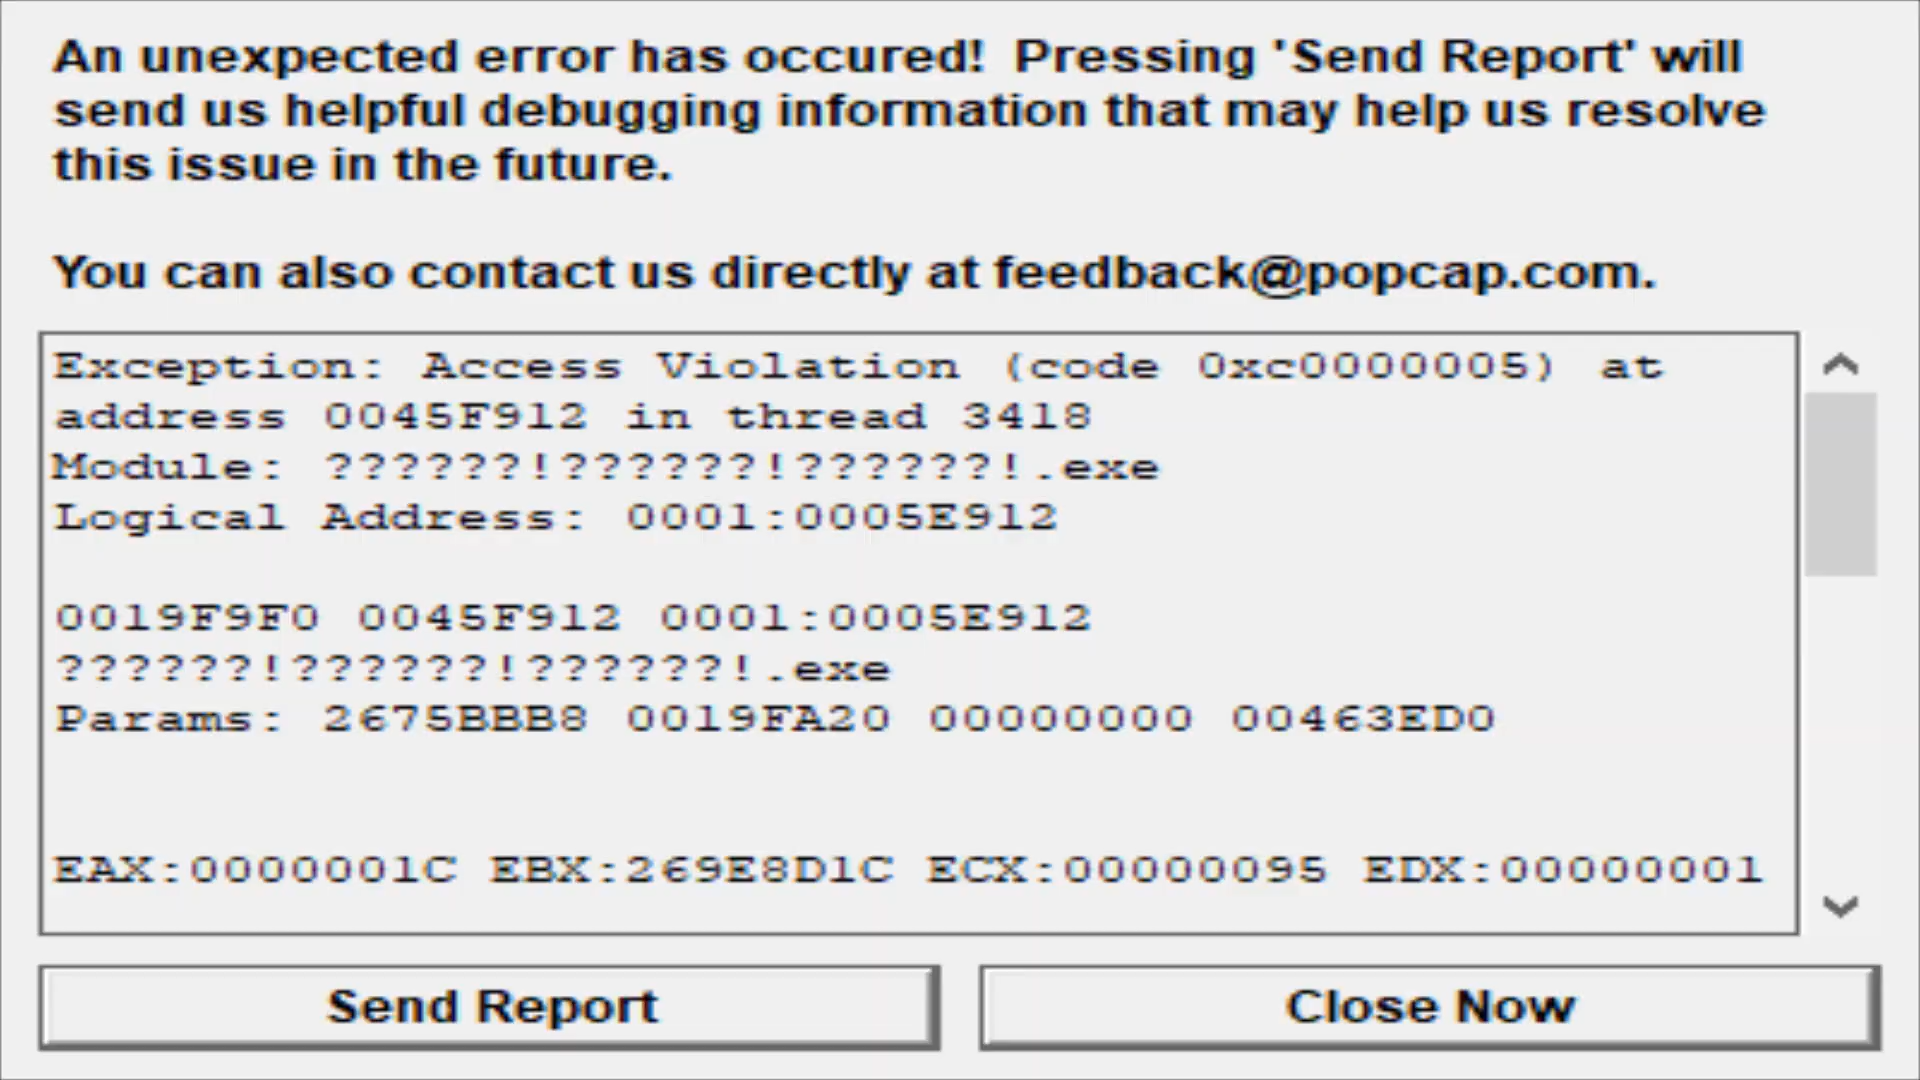 An unexpected error has occured!  Pressing 'Send Report' will
send us helpful debugging information that may help us resolve
this issue in the future.
You can also contact us directly at feedback@popcap.com.
Exception: Access Violation (code 0xc0000005) at
address 0045F912 in thread 3418
Module: ??????!??????!??????!.exe
Logical Address: 0001:0005E912
0019F9F0 0045F912 0001:0005E912
??????!??????!??????!.exe
Params: 2675BBB8 0019FA20 00000000 00463ED0
EAX:0000001C EBX:269E8D1C ECX:00000095 EDX:00000001
Send Report
Close Now